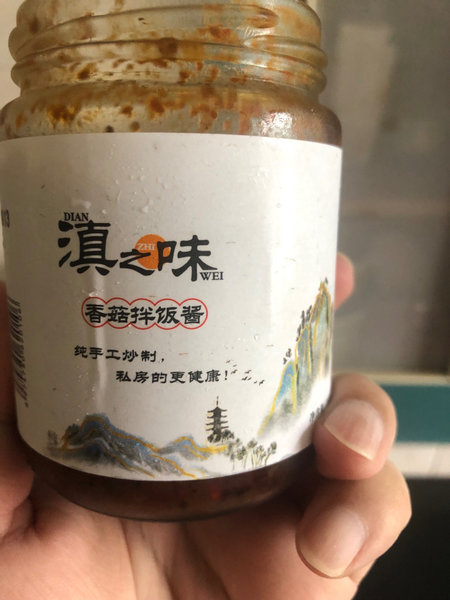 DIAN
滇之味
ZHI
WEI
香菇拌饭酱
纯手工炒制,
私房的更健康!